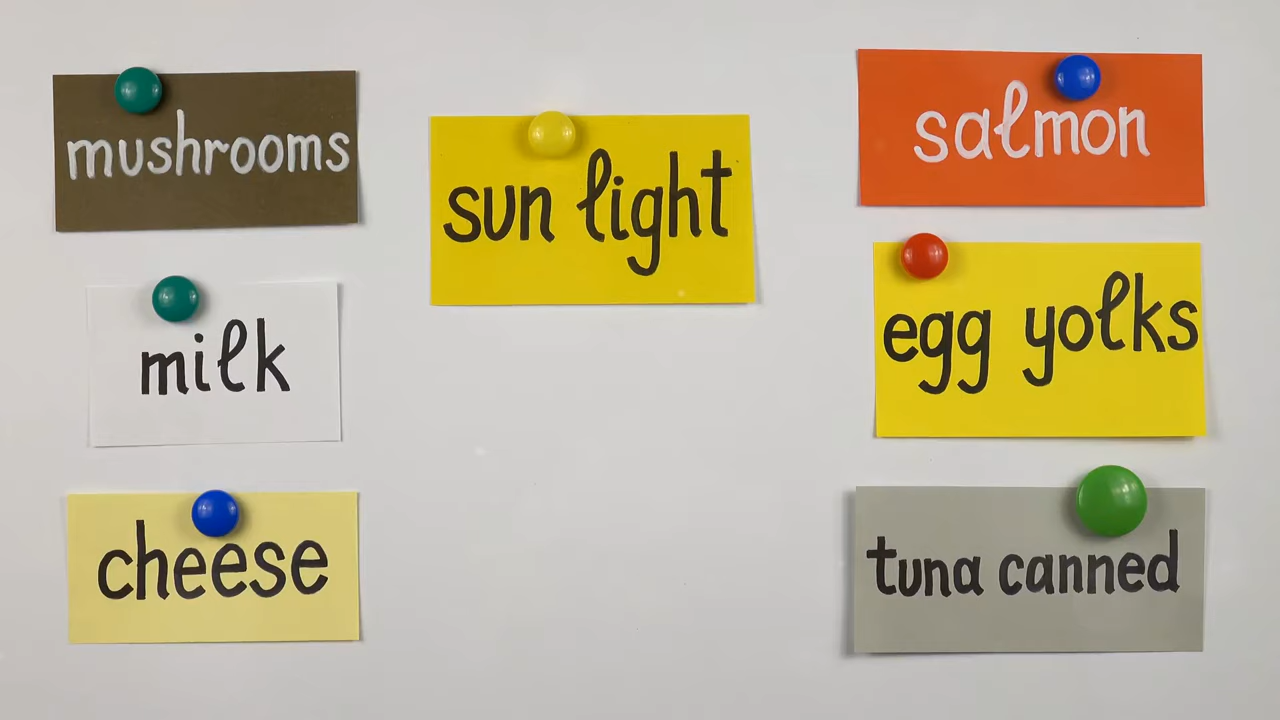 mushrooms
sun light
salmon
milk
egg yolks
cheese
tuna canned